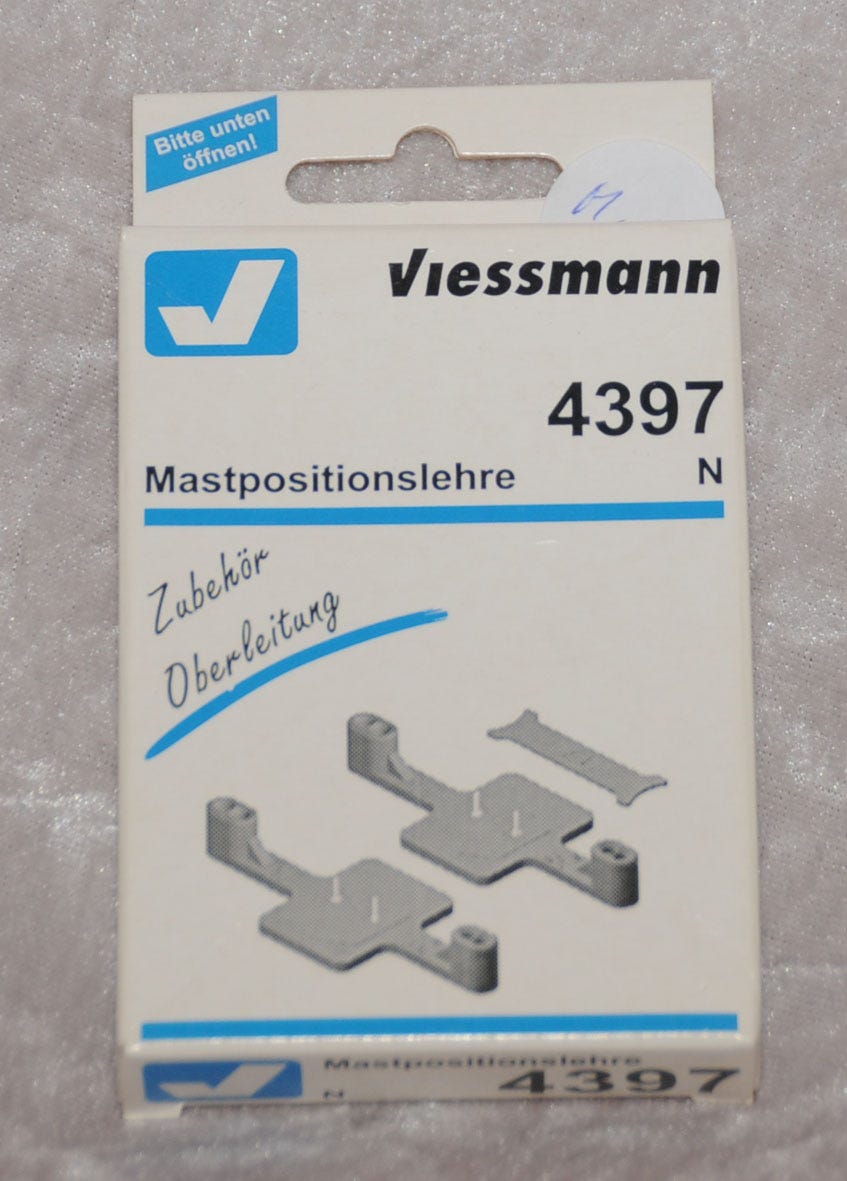 Bitte unten
öffnen!
Viessmann
4397
Mastpositionslehre N
Zubehör
Oberleitung
Mastpositionslehre
N 4397